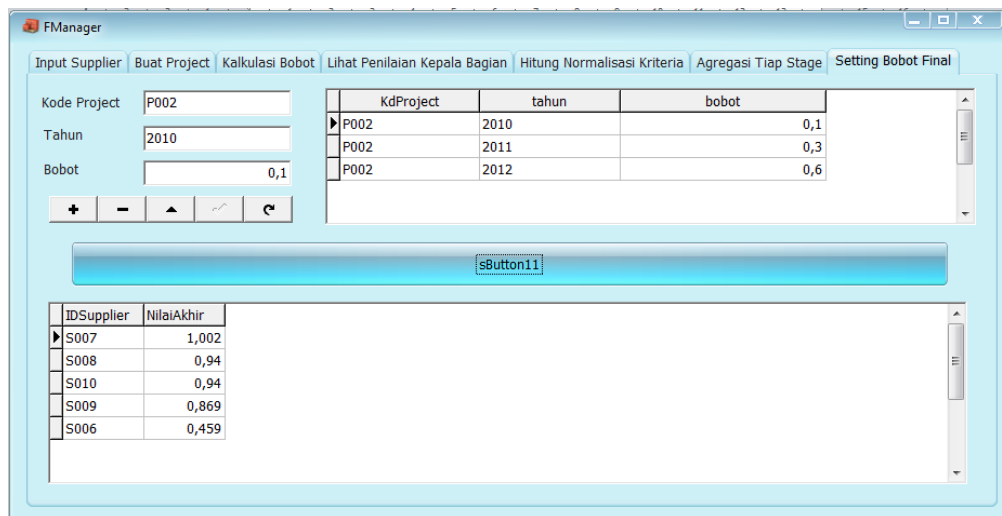 FManager
Input Supplier Buat Project Kalkulasi Bobot Lihat Penilaian Kepala Bagian Hitung Normalisasi Kriteria Agregasi Tiap Stage Setting Bobot Final
Kode Project P002
Tahun 2010
Bobot 0,1
KdProject tahun bobot
P002 2010 0,1
P002 2011 0,3
P002 2012 0,6
sButton11
IDSupplier NilaiAkhir
S007 1,002
S008 0,94
S010 0,94
S009 0,869
S006 0,459